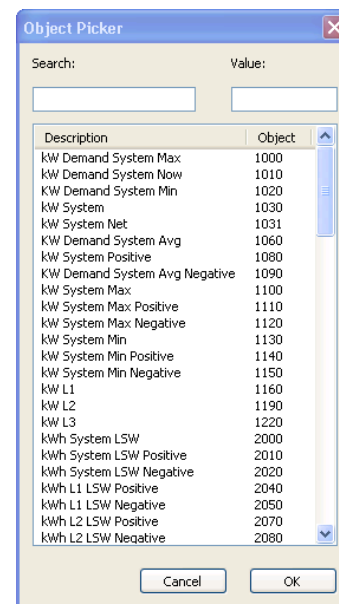 Object Picker
Search: Value:
Description Object
kW Demand System Max 1000
KW Demand System Now 1010
KW Demand System Min 1020
kW System 1030
kW System Net 1031
KW Demand System Avg 1060
kW System Positive 1080
KW Demand System Avg Negative 1090
kW System Max 1100
kW System Max Positive 1110
kW System Max Negative 1120
kW System Min 1130
kW System Min Positive 1140
kW System Min Negative 1150
kW L1 1160
kW L2 1190
kW L3 1220
kWh System LSW 2000
kWh System LSW Positive 2010
kWh System LSW Negative 2020
kWh L1 LSW Positive 2040
kWh L1 LSW Negative 2050
kWh L2 LSW Positive 2070
kWh L2 LSW Negative 2080
Cancel OK